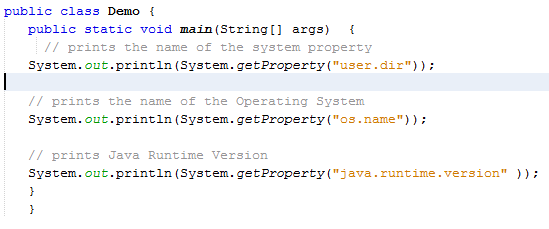 public class Demo {
public static void main(String[] args)  {
// prints the name of the system property
System.out.println(System.getProperty("user.dir"));
// prints the name of the Operating System
System.out.println(System.getProperty("os.name"));
// prints Java Runtime Version
System.out.println(System.getProperty("java.runtime.version" ));
}
}